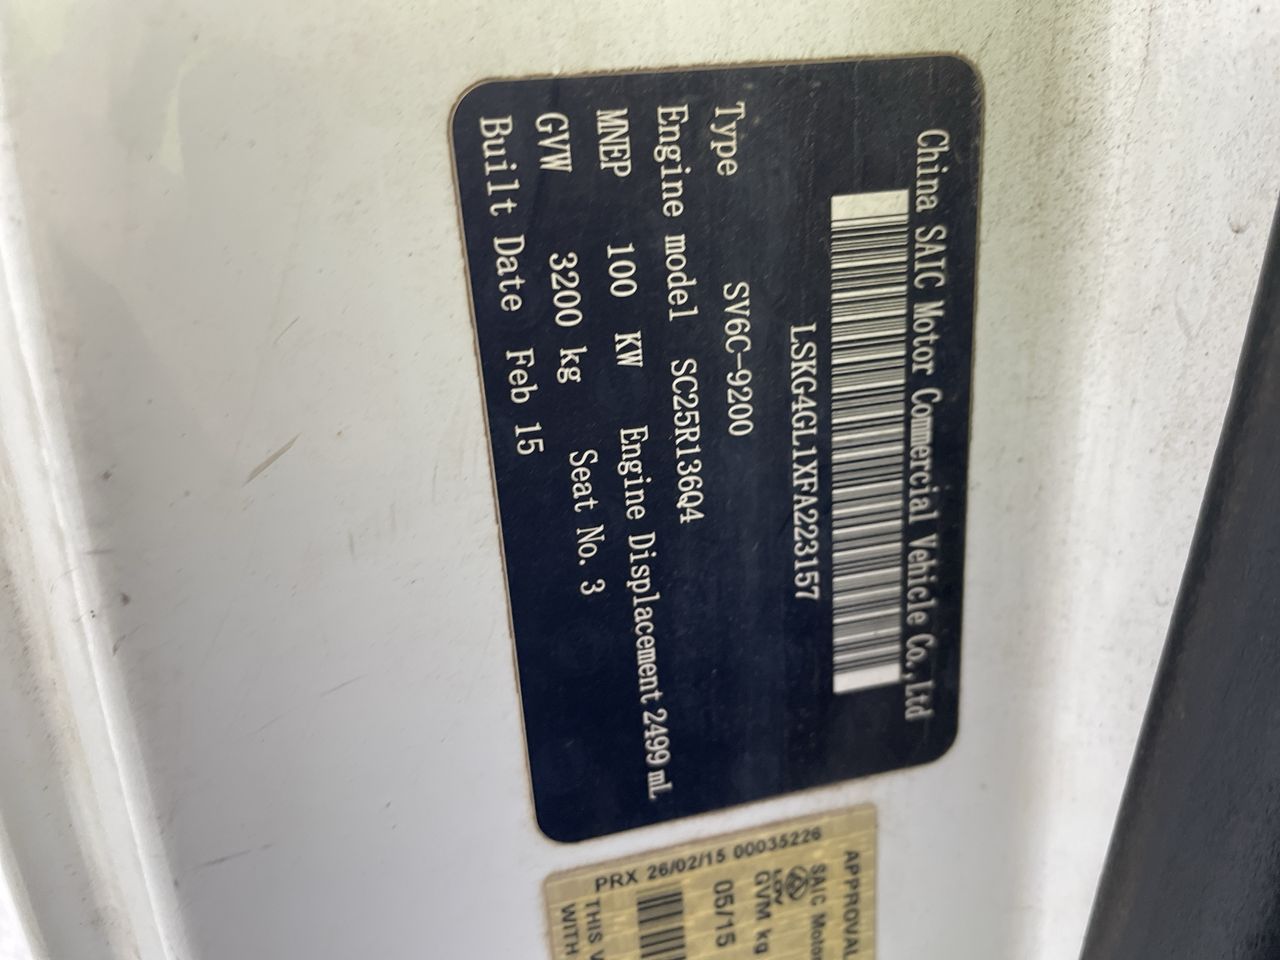 China SAIC Motor Commercial Vehicle Co.,Ltd
LSKG4GL1XFA223157
Type SV6C-9200
Engine model SC25R136Q4
MNEP 100 KW Engine Displacement 2499 mL
GVW 3200 kg Seat No. 3
Built Date Feb 15
APPROVAL
SAIC Motor
LDV
GVM kg
05/15
PRX 26/02/15 00035226
THIS
WITH